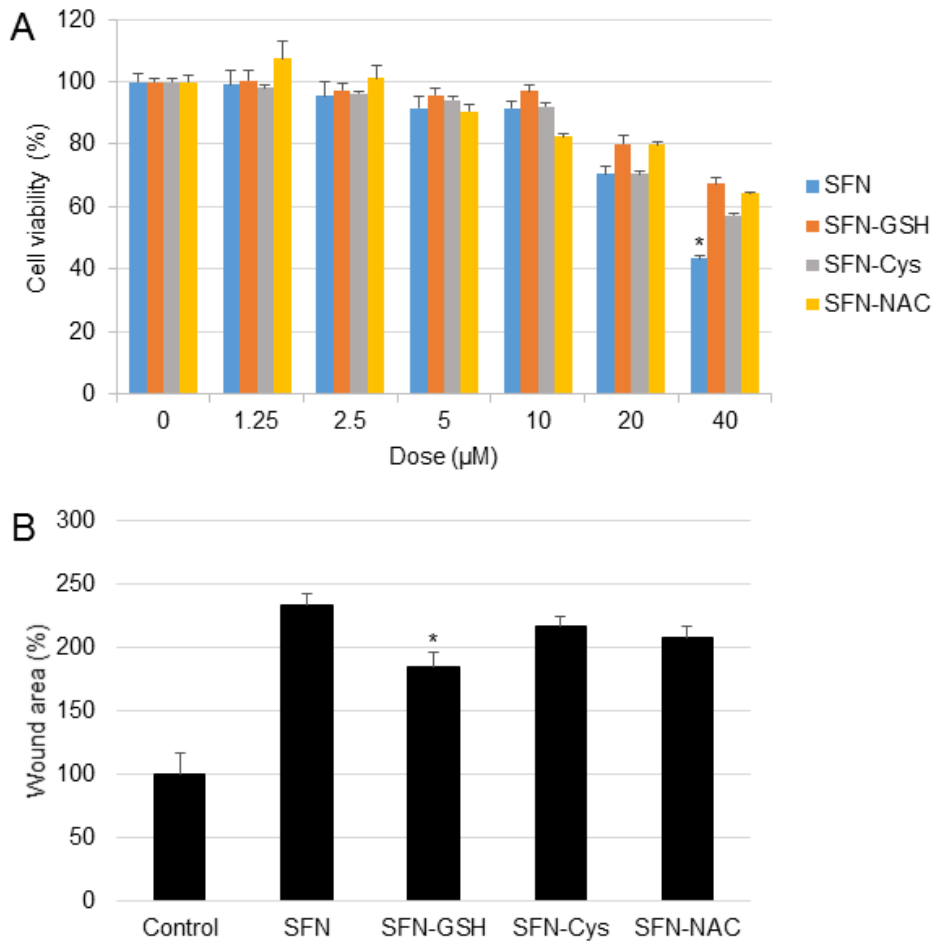 A
120
100
80
60
40
20
0
Cell viability (%)
*
0 1.25 2.5 5 10 20 40
Dose (µM)
SFN
SFN-GSH
SFN-Cys
SFN-NAC
B
300
250
200
150
100
50
0
Wound area (%)
*
Control SFN SFN-GSH SFN-Cys SFN-NAC